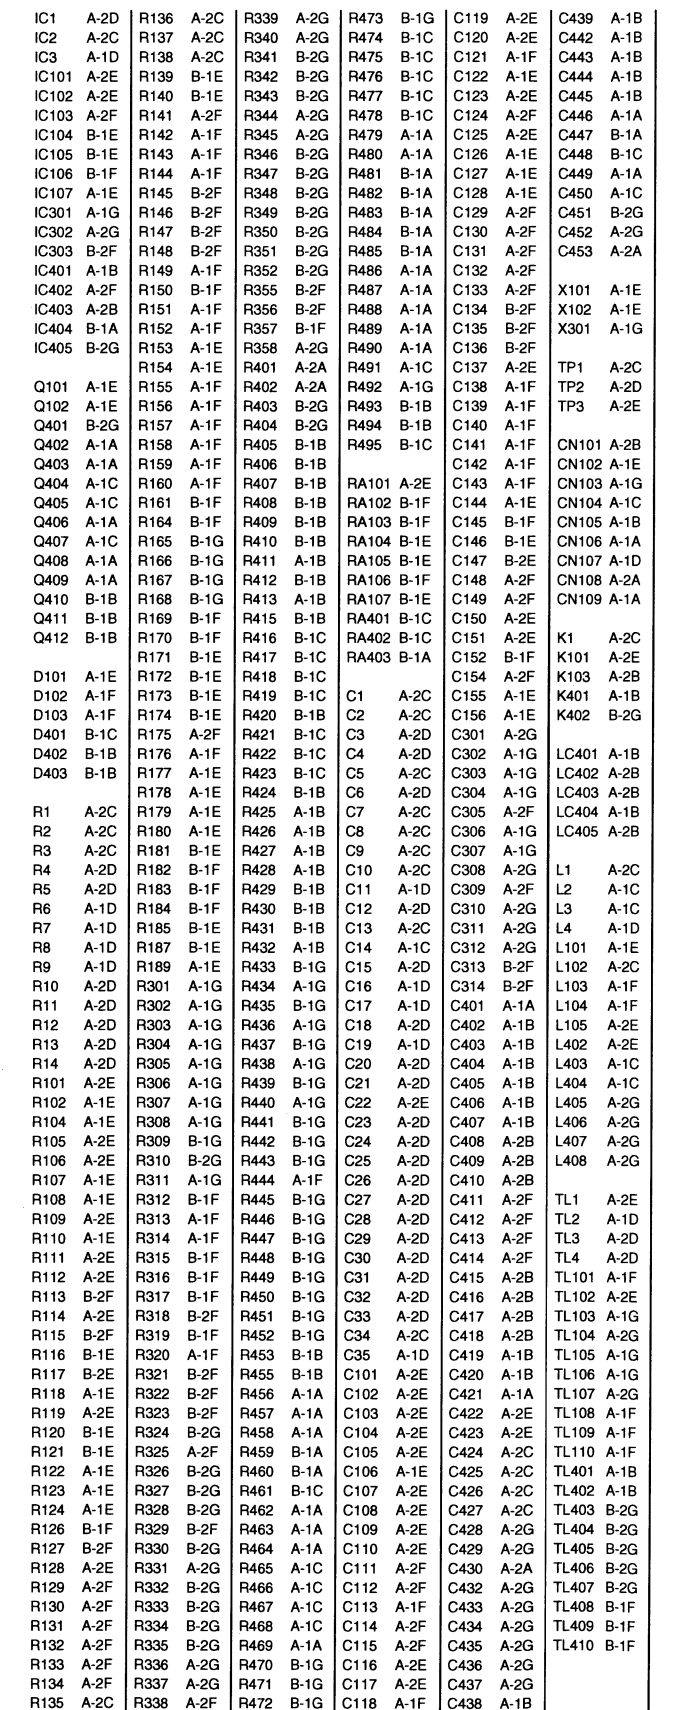 IC1 A-2D
IC2 A-2C
IC3 A-1D
IC101 A-2E
IC102 A-2E
IC103 A-2F
IC104 B-1E
IC105 B-1E
IC106 B-1F
IC107 A-1E
IC301 A-1G
IC302 A-2G
IC303 B-2F
IC401 A-1B
IC402 A-2F
IC403 A-2B
IC404 B-1A
IC405 B-2G
Q101 A-1E
Q102 A-1E
Q401 B-2G
Q402 A-1A
Q403 A-1A
Q404 A-1C
Q405 A-1C
Q406 A-1A
Q407 A-1C
Q408 A-1A
Q409 A-1A
Q410 B-1B
Q411 B-1B
Q412 B-1B
D101 A-1E
D102 A-1F
D103 A-1F
D401 B-1C
D402 B-1B
D403 B-1B
R1 A-2C
R2 A-2C
R3 A-2C
R4 A-2D
R5 A-2D
R6 A-1D
R7 A-1D
R8 A-1D
R9 A-1D
R10 A-2D
R11 A-2D
R12 A-2D
R13 A-2D
R14 A-2D
R101 A-2E
R102 A-1E
R104 A-1E
R105 A-2E
R106 A-2E
R107 A-1E
R108 A-1E
R109 A-2E
R110 A-1E
R111 A-2E
R112 A-2E
R113 B-2F
R114 A-2E
R115 B-2F
R116 B-1E
R117 B-2E
R118 A-1E
R119 A-2E
R120 B-1E
R121 B-1E
R122 A-1E
R123 A-1E
R124 A-1E
R126 B-1F
R127 B-2F
R128 A-2E
R129 A-2F
R130 A-2F
R131 A-2F
R132 A-2F
R133 A-2F
R134 A-2F
R135 A-2C
R136 A-2C
R137 A-2C
R138 A-2C
R139 B-1E
R140 B-1E
R141 A-2F
R142 A-1F
R143 A-1F
R144 A-1F
R145 B-2F
R146 B-2F
R147 B-2F
R148 B-2F
R149 A-1F
R150 B-1F
R151 A-1F
R152 A-1F
R153 A-1E
R154 A-1E
R155 A-1F
R156 A-1F
R157 A-1F
R158 A-1F
R159 A-1F
R160 A-1F
R161 B-1F
R164 B-1F
R165 B-1G
R166 B-1G
R167 B-1G
R168 B-1G
R169 B-1F
R170 B-1F
R171 B-1E
R172 B-1E
R173 B-1E
R174 B-1E
R175 A-2F
R176 A-1F
R177 A-1E
R178 A-1E
R179 A-1E
R180 A-1E
R181 B-1E
R182 B-1F
R183 B-1F
R184 B-1F
R185 B-1E
R187 B-1E
R189 A-1E
R301 A-1G
R302 A-1G
R303 A-1G
R304 A-1G
R305 A-1G
R306 A-1G
R307 A-1G
R308 A-1G
R309 B-1G
R310 B-2G
R311 A-1G
R312 B-1F
R313 A-1F
R314 A-1F
R315 B-1F
R316 B-1F
R317 B-1F
R318 B-2F
R319 B-1F
R320 A-1F
R321 B-2F
R322 B-2F
R323 B-2F
R324 B-2G
R325 A-2F
R326 B-2G
R327 B-2G
R328 B-2G
R329 B-2F
R330 B-2G
R331 A-2G
R332 B-2G
R333 B-2G
R334 B-2G
R335 B-2G
R336 A-2G
R337 A-2G
R338 A-2F
R339 A-2G
R340 A-2G
R341 B-2G
R342 B-2G
R343 B-2G
R344 A-2G
R345 A-2G
R346 B-2G
R347 B-2G
R348 B-2G
R349 B-2G
R350 B-2G
R351 B-2G
R352 B-2G
R355 B-2F
R356 B-2F
R357 B-1F
R358 A-2G
R401 A-2A
R402 A-2A
R403 B-2G
R404 B-2G
R405 B-1B
R406 B-1B
R407 B-1B
R408 B-1B
R409 B-1B
R410 B-1B
R411 A-1B
R412 B-1B
R413 A-1B
R415 B-1B
R416 B-1C
R417 B-1C
R418 B-1C
R419 B-1C
R420 B-1B
R421 B-1C
R422 B-1C
R423 B-1C
R424 B-1B
R425 A-1B
R426 A-1B
R427 A-1B
R428 A-1B
R429 B-1B
R430 B-1B
R431 B-1B
R432 A-1B
R433 B-1G
R434 A-1G
R435 B-1G
R436 A-1G
R437 B-1G
R438 A-1G
R439 B-1G
R440 A-1G
R441 B-1G
R442 B-1G
R443 B-1G
R444 A-1F
R445 B-1G
R446 B-1G
R447 B-1G
R448 B-1G
R449 B-1G
R450 B-1G
R451 B-1G
R452 B-1G
R453 B-1B
R455 B-1B
R456 A-1A
R457 A-1A
R458 A-1A
R459 B-1A
R460 B-1A
R461 B-1C
R462 A-1A
R463 A-1A
R464 A-1A
R465 A-1C
R466 A-1C
R467 A-1C
R468 A-1C
R469 A-1A
R470 B-1G
R471 B-1G
R472 B-1G
R473 B-1G
R474 B-1C
R475 B-1C
R476 B-1C
R477 B-1C
R478 B-1C
R479 A-1A
R480 A-1A
R481 B-1A
R482 B-1A
R483 B-1A
R484 B-1A
R485 B-1A
R486 A-1A
R487 A-1A
R488 A-1A
R489 A-1A
R490 A-1A
R491 A-1C
R492 A-1G
R493 B-1B
R494 B-1B
R495 B-1C
RA101 A-2E
RA102 B-1F
RA103 B-1F
RA104 B-1E
RA105 B-1E
RA106 B-1F
RA107 B-1E
RA401 B-1C
RA402 B-1C
RA403 B-1A
C1 A-2C
C2 A-2C
C3 A-2D
C4 A-2D
C5 A-2C
C6 A-2D
C7 A-2C
C8 A-2C
C9 A-2C
C10 A-2C
C11 A-1D
C12 A-2D
C13 A-2C
C14 A-1C
C15 A-2D
C16 A-1D
C17 A-1D
C18 A-2D
C19 A-1D
C20 A-2D
C21 A-2D
C22 A-2E
C23 A-2D
C24 A-2D
C25 A-2D
C26 A-2D
C27 A-2D
C28 A-2D
C29 A-2D
C30 A-2D
C31 A-2D
C32 A-2D
C33 A-2D
C34 A-2C
C35 A-1D
C101 A-2E
C102 A-2E
C103 A-2E
C104 A-2E
C105 A-2E
C106 A-1E
C107 A-2E
C108 A-2E
C109 A-2E
C110 A-2E
C111 A-2F
C112 A-2F
C113 A-1F
C114 A-2F
C115 A-2F
C116 A-2E
C117 A-2E
C118 A-1F
C119 A-2E
C120 A-2E
C121 A-1F
C122 A-1E
C123 A-2E
C124 A-2F
C125 A-2E
C126 A-1E
C127 A-1E
C128 A-1E
C129 A-2F
C130 A-2F
C131 A-2F
C132 A-2F
C133 A-2F
C134 B-2F
C135 B-2F
C136 B-2F
C137 A-2E
C138 A-1F
C139 A-1F
C140 A-1F
C141 A-1F
C142 A-1F
C143 A-1F
C144 A-1E
C145 B-1F
C146 B-1E
C147 B-2E
C148 A-2F
C149 A-2F
C150 A-2E
C151 A-2E
C152 B-1F
C154 A-2F
C155 A-1E
C156 A-1E
C301 A-2G
C302 A-1G
C303 A-1G
C304 A-1G
C305 A-2F
C306 A-1G
C307 A-1G
C308 A-2G
C309 A-2F
C310 A-2G
C311 A-2G
C312 A-2G
C313 B-2F
C314 B-2F
C401 A-1A
C402 A-1B
C403 A-1B
C404 A-1B
C405 A-1B
C406 A-1B
C407 A-1B
C408 A-2B
C409 A-2B
C410 A-2B
C411 A-2F
C412 A-2F
C413 A-2F
C414 A-2F
C415 A-2B
C416 A-2B
C417 A-2B
C418 A-2B
C419 A-1B
C420 A-1B
C421 A-1A
C422 A-2E
C423 A-2E
C424 A-2C
C425 A-2C
C426 A-2C
C427 A-2C
C428 A-2G
C429 A-2G
C430 A-2A
C432 A-2G
C433 A-2G
C434 A-2G
C435 A-2G
C436 A-2G
C437 A-2G
C438 A-1B
C439 A-1B
C442 A-1B
C443 A-1B
C444 A-1B
C445 A-1B
C446 A-1A
C447 B-1A
C448 B-1C
C449 A-1A
C450 A-1C
C451 B-2G
C452 A-2G
C453 A-2A
X101 A-1E
X102 A-1E
X301 A-1G
TP1 A-2C
TP2 A-2D
TP3 A-2E
CN101 A-2B
CN102 A-1E
CN103 A-1G
CN104 A-1C
CN105 A-1B
CN106 A-1A
CN107 A-1D
CN108 A-2A
CN109 A-1A
K1 A-2C
K101 A-2E
K103 A-2B
K401 A-1B
K402 B-2G
LC401 A-1B
LC402 A-2B
LC403 A-2B
LC404 A-1B
LC405 A-2B
L1 A-2C
L2 A-1C
L3 A-1C
L4 A-1D
L101 A-1E
L102 A-2C
L103 A-1F
L104 A-1F
L105 A-2E
L402 A-2E
L403 A-1C
L404 A-1C
L405 A-2G
L406 A-2G
L407 A-2G
L408 A-2G
TL1 A-2E
TL2 A-1D
TL3 A-2D
TL4 A-2D
TL101 A-1F
TL102 A-2E
TL103 A-1G
TL104 A-2G
TL105 A-1G
TL106 A-1G
TL107 A-2G
TL108 A-1F
TL109 A-1F
TL110 A-1F
TL401 A-1B
TL402 A-1B
TL403 B-2G
TL404 B-2G
TL405 B-2G
TL406 B-2G
TL407 B-2G
TL408 B-1F
TL409 B-1F
TL410 B-1F